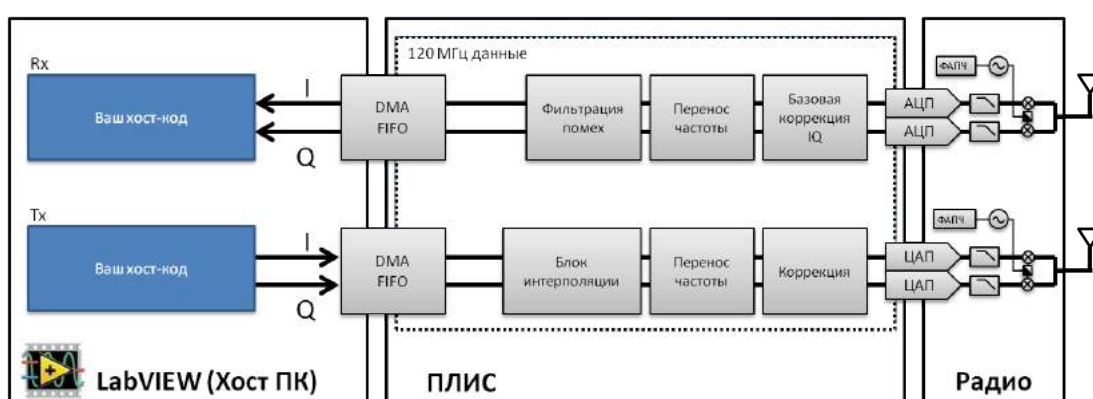 120 МГц данные
Rx
Ваш хост-код
I
Q
DMA
FIFO
Фильтрация
помех
Перенос
частоты
Базовая
коррекция
IQ
АЦП
АЦП
ФАПЧ
Tx
Ваш хост-код
I
Q
DMA
FIFO
Блок
интерполяции
Перенос
частоты
Коррекция
ЦАП
ЦАП
ФАПЧ
LabVIEW (Хост ПК)
ПЛИС
Радио